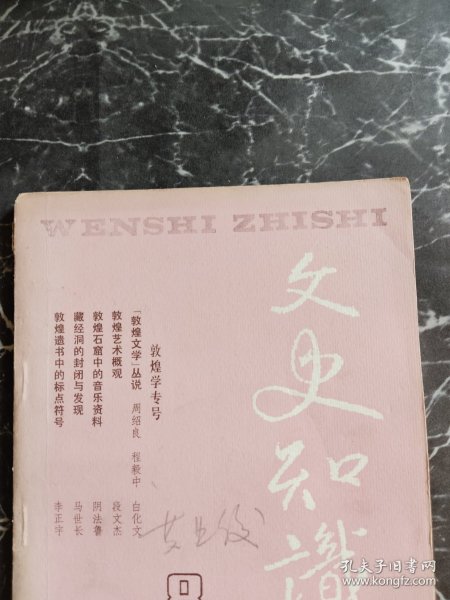 WENSHI ZHISHI
文史知識
敦煌学专号
「敦煌文学」丛说 周绍良 程毅中 白化文
敦煌艺术概观 段文杰
敦煌石窟中的音乐资料 阴法鲁
藏经洞的封闭与发现 马世长
敦煌遗书中的标点符号 李正宇
8
孔夫子旧书网